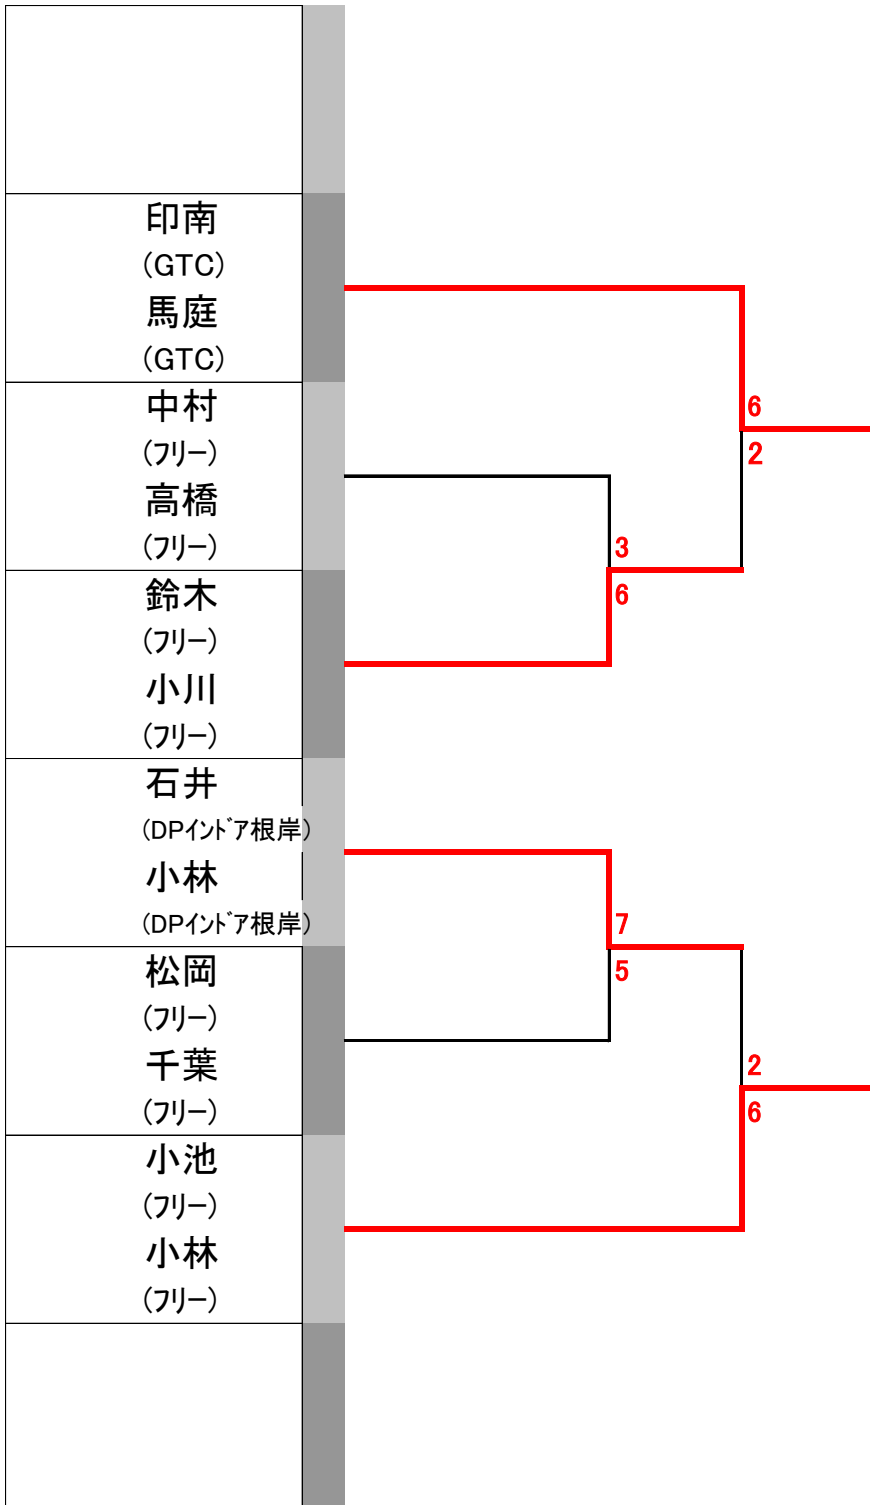 印南
(GTC)
馬庭
(GTC)
中村
(フリー)
高橋
(フリー)
鈴木
(フリー)
小川
(フリー)
石井
(DPインドア根岸)
小林
(DPインドア根岸)
松岡
(フリー)
千葉
(フリー)
小池
(フリー)
小林
(フリー)
6
2
3
6
7
5
2
6